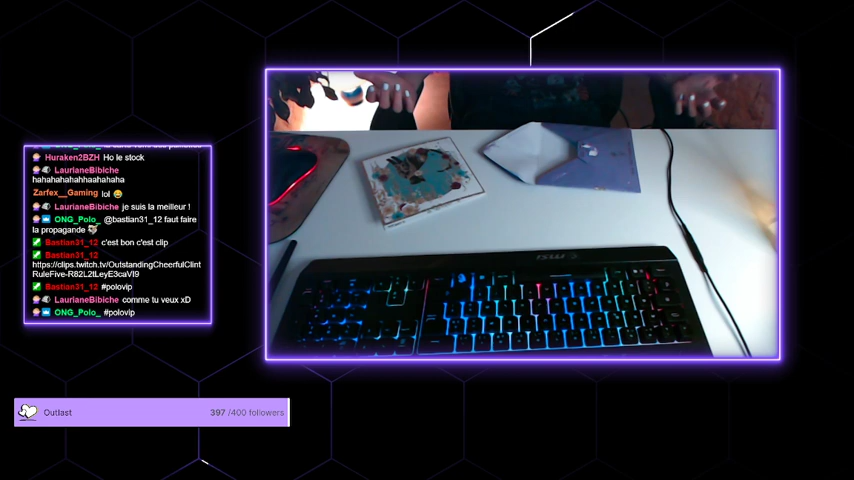 Huraken2BZH Ho le stock
LaurianeBibiche
hahahahahahhaahahaha
Zarfex__Gaming lol
LaurianeBibiche je suis la meilleur !
ONG_Polo_ @bastian31_12 faut faire
la propagande
Bastian31_12 c'est bon c'est clip
Bastian31_12
https://clips.twitch.tv/OutstandingCheerfulClint
RuleFive-R82L2tLeyE3caVI9
Bastian31_12 #polovip
LaurianeBibiche comme tu veux xD
ONG_Polo_ #polovip
msi
Outlast 397 /400 followers